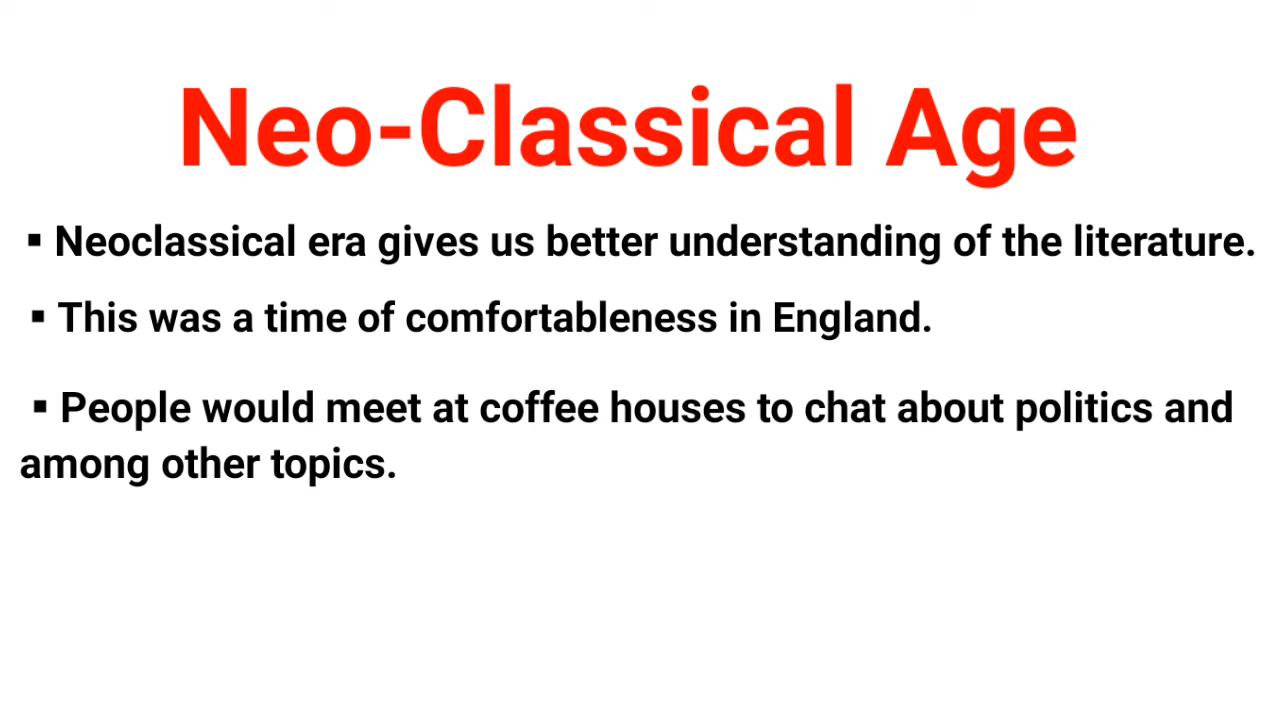 Neo-Classical Age
▪ Neoclassical era gives us better understanding of the literature.
▪ This was a time of comfortableness in England.
▪ People would meet at coffee houses to chat about politics and
among other topics.